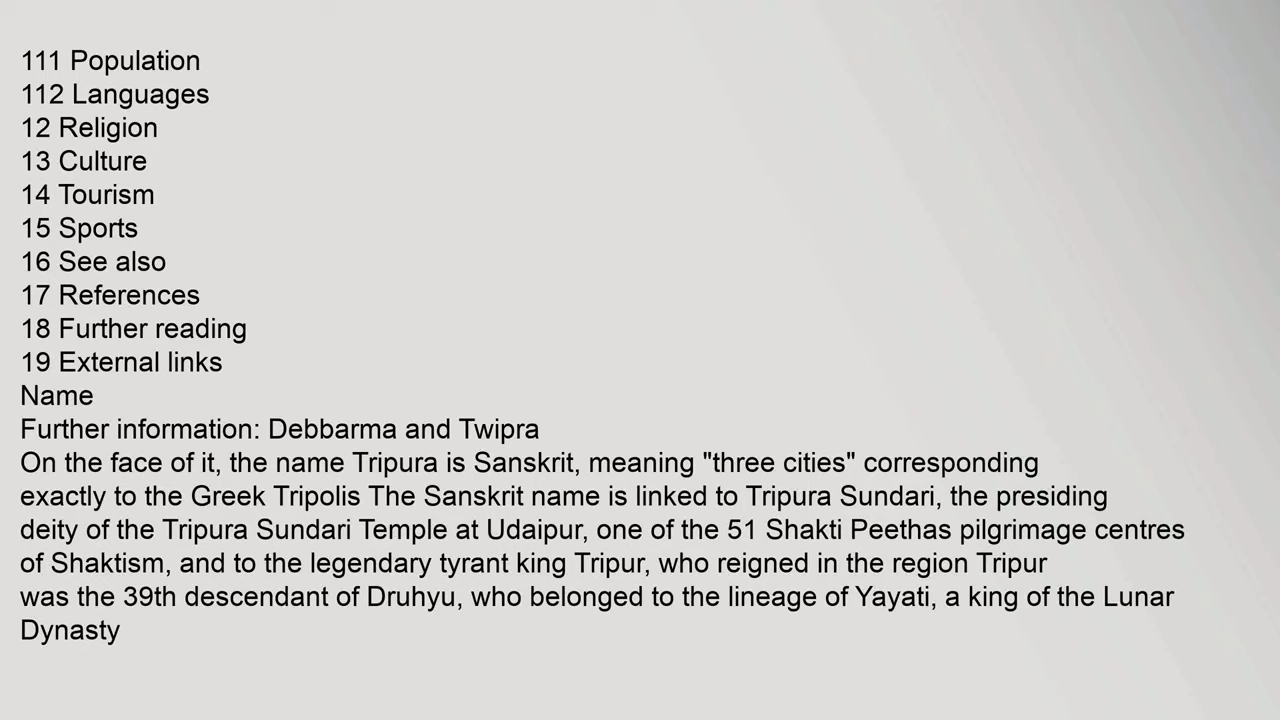 111 Population
112 Languages
12 Religion
13 Culture
14 Tourism
15 Sports
16 See also
17 References
18 Further reading
19 External links
Name
Further information: Debbarma and Twipra
On the face of it, the name Tripura is Sanskrit, meaning "three cities" corresponding
exactly to the Greek Tripolis The Sanskrit name is linked to Tripura Sundari, the presiding
deity of the Tripura Sundari Temple at Udaipur, one of the 51 Shakti Peethas pilgrimage centres
of Shaktism, and to the legendary tyrant king Tripur, who reigned in the region Tripur
was the 39th descendant of Druhyu, who belonged to the lineage of Yayati, a king of the Lunar
Dynasty